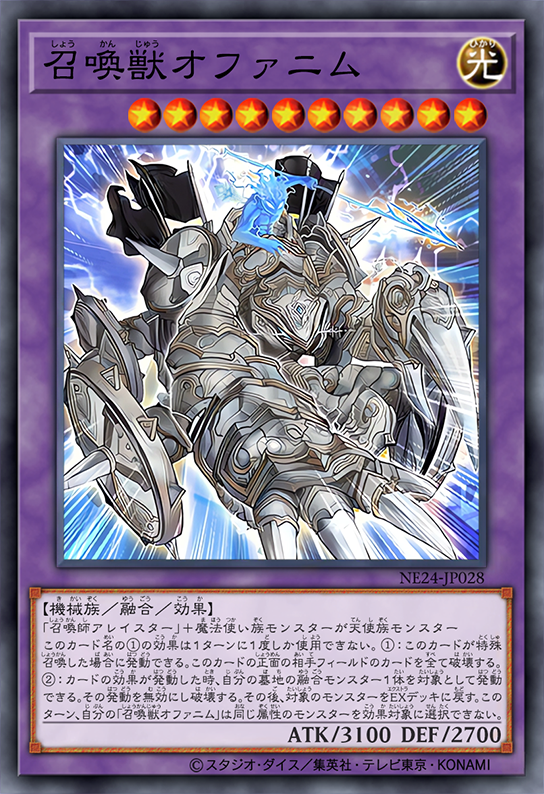 召喚獣オファニム
光
NE24-JP028
【機械族/融合/効果】
「召喚師アレイスター」+魔法使い族モンスターか天使族モンスター
このカード名の①の効果は1ターンに1度しか使用できない。①:このカードが特殊
召喚した場合に発動できる。このカードの正面の相手フィールドのカードを全て破壊する。
②:カードの効果が発動した時、自分の墓地の融合モンスター1体を対象として発動
できる。その発動を無効にし破壊する。その後、対象のモンスターをEXデッキに戻す。この
ターン、自分の「召喚獣オファニム」は同じ属性のモンスターを効果対象に選択できない。
ATK/3100 DEF/2700
©スタジオ・ダイス/集英社・テレビ東京・KONAMI